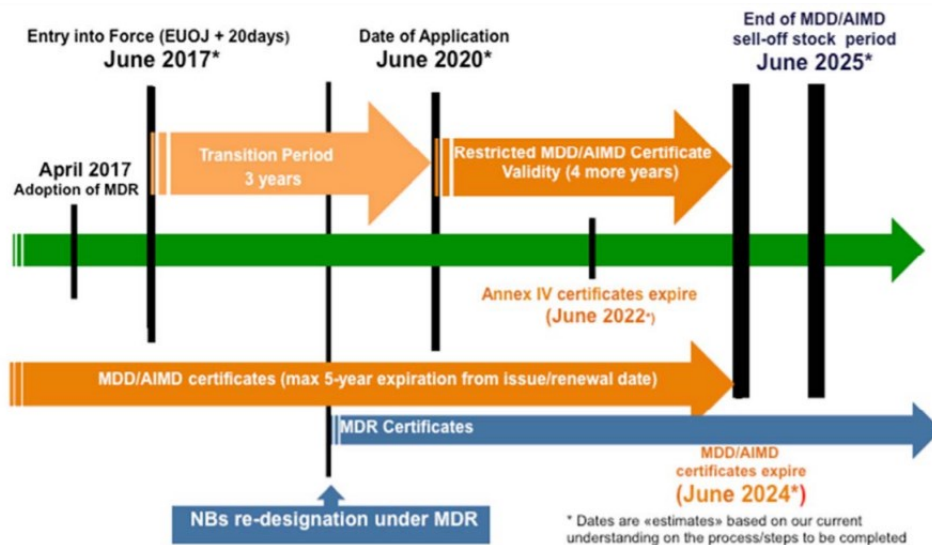 Entry into Force (EUOJ + 20days)
June 2017*
Date of Application
June 2020*
End of MDD/AIMD
sell-off stock period
June 2025*
April 2017
Adoption of MDR
Transition Period
3 years
Restricted MDD/AIMD Certificate
Validity (4 more years)
Annex IV certificates expire
(June 2022*)
MDD/AIMD certificates (max 5-year expiration from issue/renewal date)
MDR Certificates
MDD/AIMD
certificates expire
(June 2024*)
NBs re-designation under MDR
* Dates are «estimates» based on our current
understanding on the process/steps to be completed